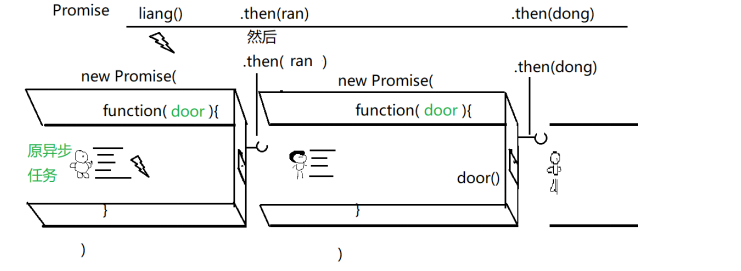 Promise liang() .then(ran) .then(dong)
然后
.then( ran ) .then(dong)
new Promise( new Promise(
function( door ){ function( door ){
原异步
任务
door()
} }
) )